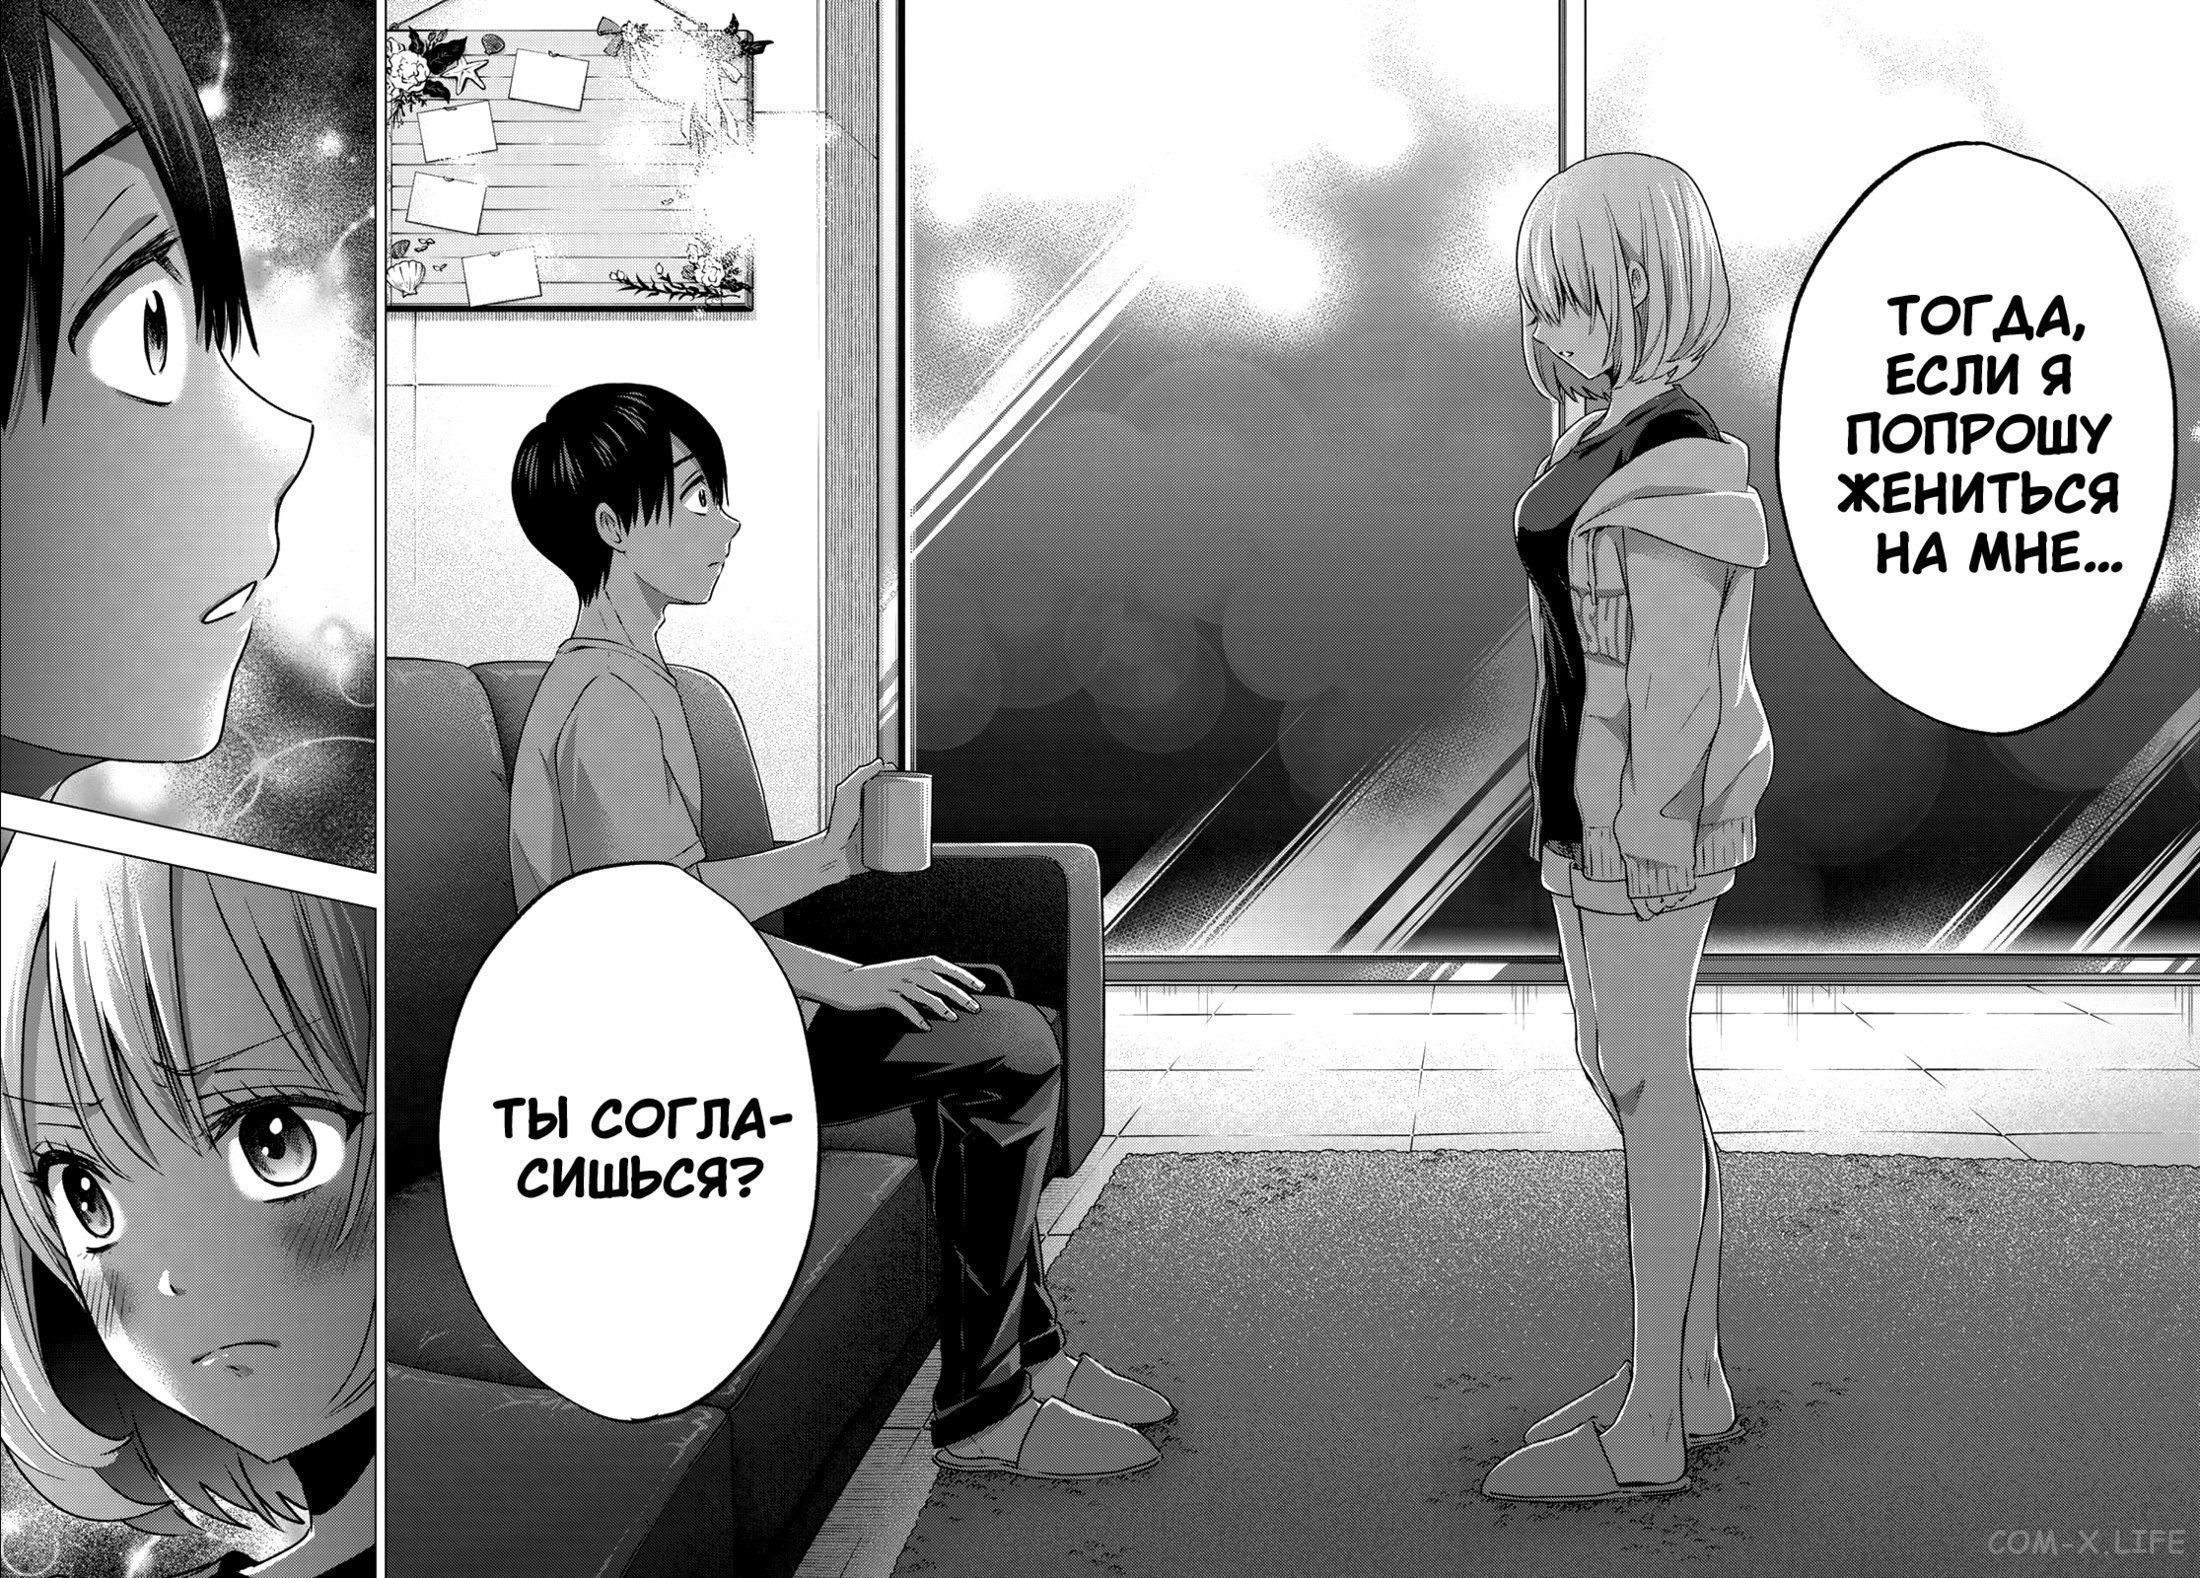 ТОГДА,
ЕСЛИ Я
ПОПРОШУ
ЖЕНИТЬСЯ
НА МНЕ...
ТЫ СОГЛА-
СИШЬСЯ?
COM-X.LIFE